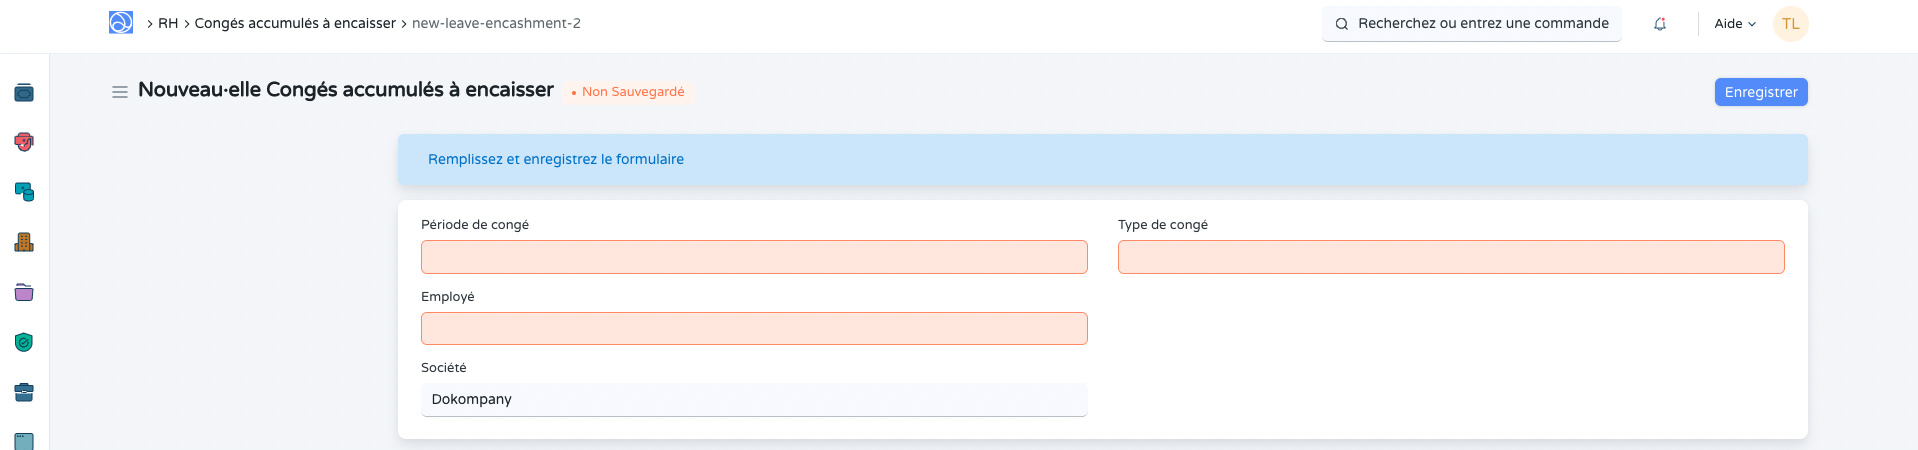 RH Congés accumulés à encaisser new-leave-encashment-2 Recherchez ou entrez une commande Aide TL
Nouveau·elle Congés accumulés à encaisser Non Sauvegardé Enregistrer
Remplissez et enregistrez le formulaire
Période de congé Type de congé
Employé
Société
Dokompany